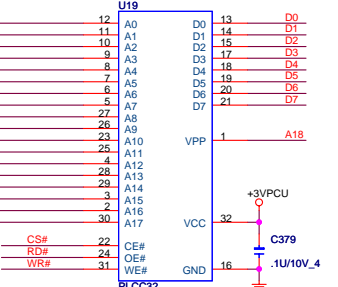 U19
12 A0 D0 13 D0
11 A1 D1 14 D1
10 A2 D2 15 D2
9 A3 D3 17 D3
8 A4 D4 18 D4
7 A5 D5 19 D5
6 A6 D6 20 D6
5 A7 D7 21 D7
27 A8
26 A9
23 A10 VPP 1 A18
25 A11
4 A12
28 A13
29 A14
3 A15
2 A16 +3VPCU
30 A17 VCC 32
C379
CS# 22 CE#
RD# 24 OE# .1U/10V_4
WR# 31 WE# GND 16
PLCC32